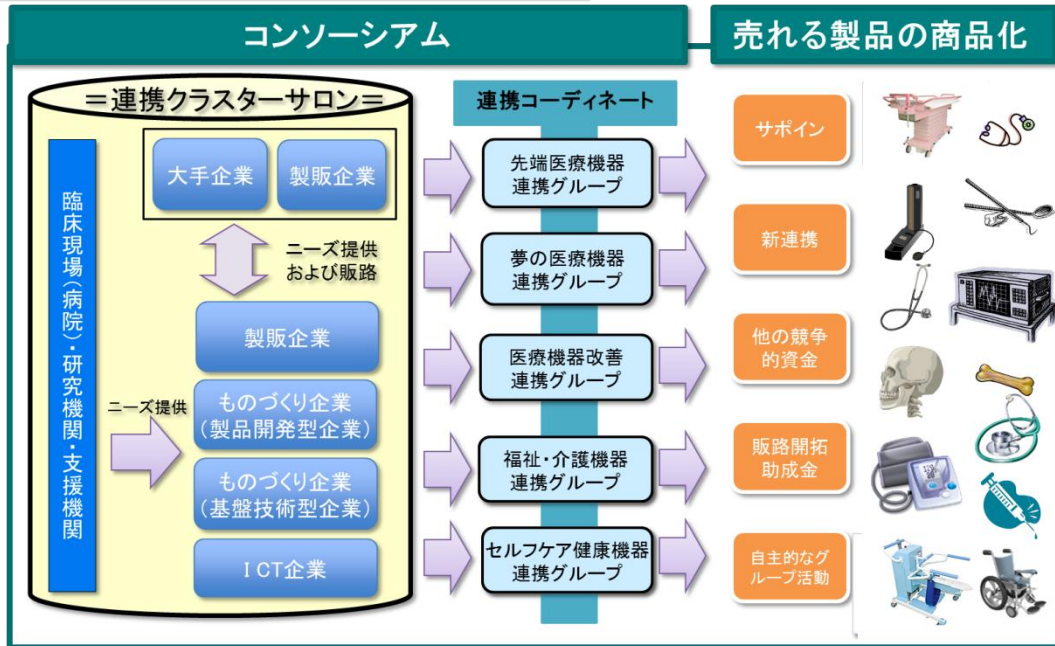 コンソーシアム
売れる製品の商品化
＝連携クラスターサロン＝
臨床現場(病院)・研究機関・支援機関
大手企業
製販企業
ニーズ提供
および販路
製販企業
ニーズ提供
ものづくり企業
(製品開発型企業)
ものづくり企業
(基盤技術型企業)
ICT企業
連携コーディネート
先端医療機器
連携グループ
夢の医療機器
連携グループ
医療機器改善
連携グループ
福祉・介護機器
連携グループ
セルフケア健康機器
連携グループ
サポイン
新連携
他の競争
的資金
販路開拓
助成金
自主的なグ
ループ活動